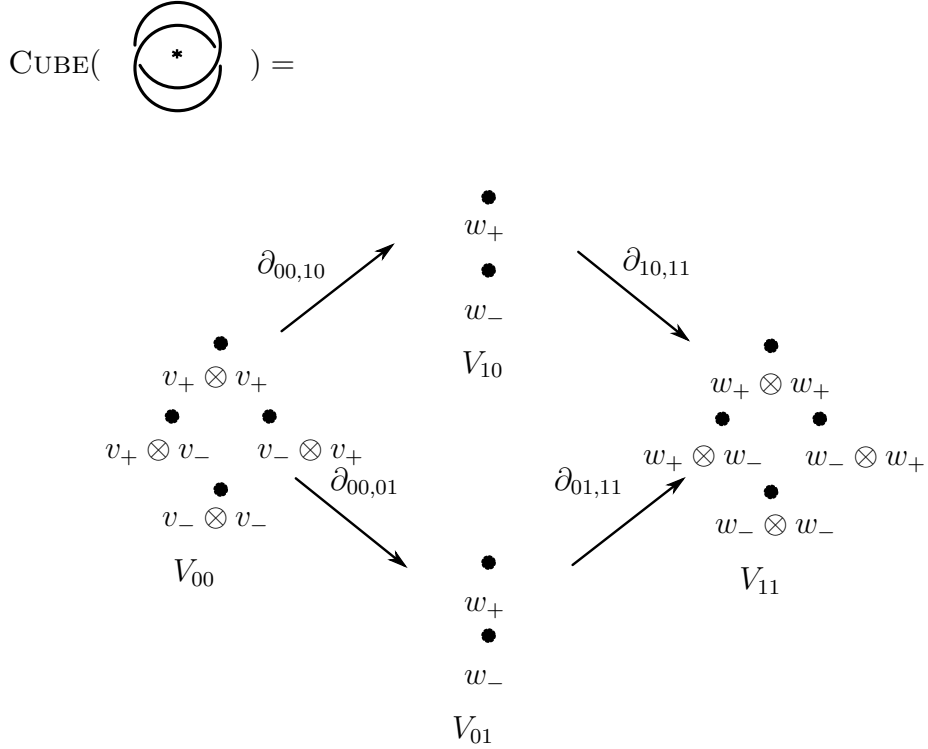 CUBE( * ) =
w₊
∂₀₀,₁₀
∂₁₀,₁₁
w₋
V₁₀
v₊ ⊗ v₊
w₊ ⊗ w₊
v₊ ⊗ v₋
v₋ ⊗ v₊
w₊ ⊗ w₋
w₋ ⊗ w₊
∂₀₀,₀₁
∂₀₁,₁₁
v₋ ⊗ v₋
w₋ ⊗ w₋
V₀₀
V₁₁
w₊
w₋
V₀₁